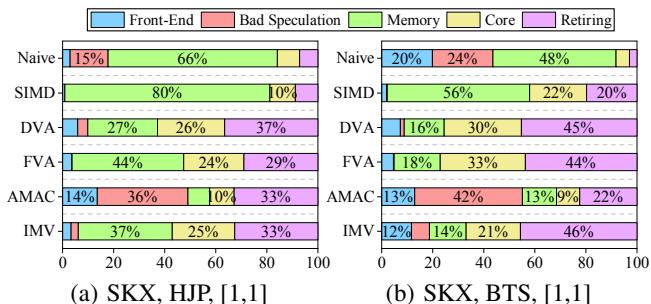 Front-End Bad Speculation Memory Core Retiring
Naive 15% 66%
SIMD 80% 10%
DVA 27% 26% 37%
FVA 44% 24% 29%
AMAC 14% 36% 10% 33%
IMV 37% 25% 33%
0 20 40 60 80 100
(a) SKX, HJP, [1,1]
Naive 20% 24% 48%
SIMD 56% 22% 20%
DVA 16% 30% 45%
FVA 18% 33% 44%
AMAC 13% 42% 13% 9% 22%
IMV 12% 14% 21% 46%
0 20 40 60 80 100
(b) SKX, BTS, [1,1]